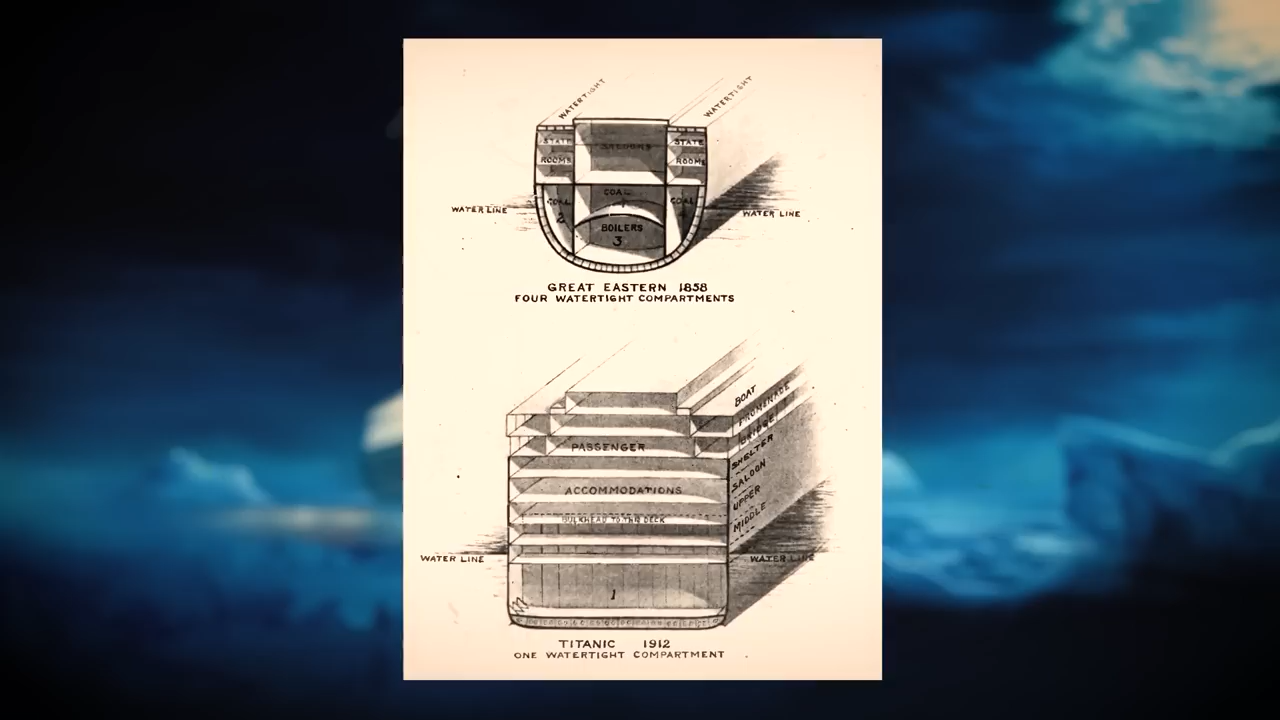 WATERTIGHT
WATERTIGHT
STATE
ROOMS
SALOONS
STATE
ROOMS
COAL
2
COAL
COAL
1
BOILERS
3
WATER LINE
WATER LINE
GREAT EASTERN 1858
FOUR WATERTIGHT COMPARTMENTS
BOAT
PROMENADE
BRIDGE
SHELTER
SALOON
UPPER
MIDDLE
PASSENGER
ACCOMMODATIONS
BULKHEAD TO THIS DECK
WATER LINE
WATER LINE
1
TITANIC 1912
ONE WATERTIGHT COMPARTMENT